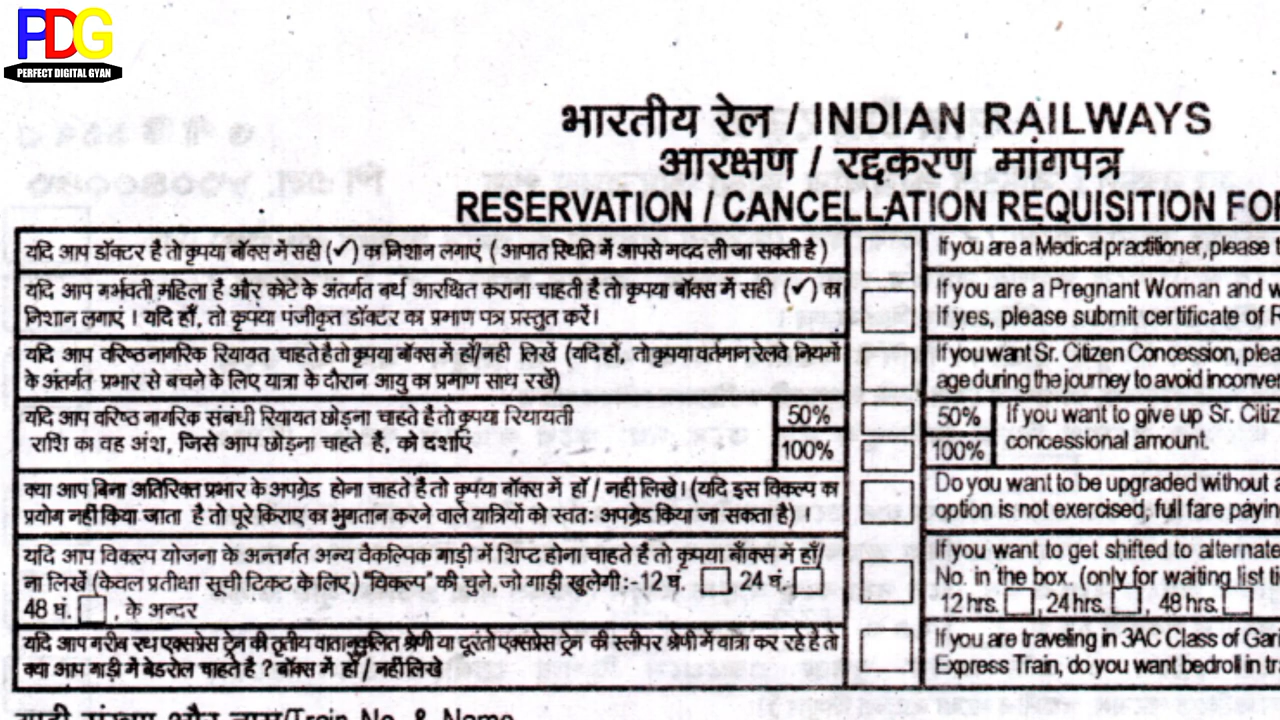 PDG
PERFECT DIGITAL GYAN
भारतीय रेल / INDIAN RAILWAYS
आरक्षण / रद्दकरण मांगपत्र
RESERVATION / CANCELLATION REQUISITION FO
यदि आप डॉक्टर है तो कृपया बॉक्स में सही (✓) का निशान लगाएं (आपात स्थिति में आपसे मदद ली जा सकती है)
If you are a Medical practitioner, please
यदि आप गर्भवती महिला है और कोटे के अंतर्गत बर्थ आरक्षित कराना चाहती है तो कृपया बॉक्स में सही (✓) का
निशान लगाएं । यदि हाँ, तो कृपया पंजीकृत डॉक्टर का प्रमाण पत्र प्रस्तुत करें।
If you are a Pregnant Woman and w
If yes, please submit certificate of R
यदि आप वरिष्ठ नागरिक रियायत चाहते है तो कृपया बॉक्स में हाँ/नही लिखें (यदि हाँ, तो कृपया वर्तमान रेलवे नियमों
के अंतर्गत प्रभार से बचने के लिए यात्रा के दौरान आयु का प्रमाण साथ रखें)
If you want Sr. Citizen Concession, plea
age during the journey to avoid inconve
यदि आप वरिष्ठ नागरिक संबंधी रियायत छोड़ना चाहते है तो कृपया रियायती
राशि का वह अंश, जिसे आप छोड़ना चाहते है, को दर्शाएं
50%
100%
50%
100%
If you want to give up Sr. Citiz
concessional amount.
क्या आप बिना अतिरिक्त प्रभार के अपग्रेड होना चाहते है तो कृपया बॉक्स में हाँ / नहीं लिखे। (यदि इस विकल्प का
प्रयोग नहीं किया जाता है तो पूरे किराए का भुगतान करने वाले यात्रियों को स्वतः अपग्रेड किया जा सकता है)।
Do you want to be upgraded without a
option is not exercised, full fare payin
यदि आप विकल्प योजना के अन्तर्गत अन्य वैकल्पिक गाड़ी में शिप्ट होना चाहते है तो कृपया बॉक्स में हाँ/
ना लिखें (केवल प्रतीक्षा सूची टिकट के लिए) "विकल्प" की चुने, जो गाड़ी खुलेगी :- 12 घं. 24 घं.
48 घं. , के अन्दर
If you want to get shifted to alternate
No. in the box. (only for waiting list ti
12 hrs. , 24 hrs. , 48 hrs.
यदि आप गरीब रथ एक्सप्रेस ट्रेन की तृतीय वातानुकूलित श्रेणी या दूरंतो एक्सप्रेस ट्रेन की स्लीपर श्रेणी में यात्रा कर रहे है तो
क्या आप गाड़ी में बेडरोल चाहते है ? बॉक्स में हाँ / नहीं लिखे
If you are traveling in 3AC Class of Gar
Express Train, do you want bedroll in tr
गाड़ी संख्या और नाम/Train No. & Name